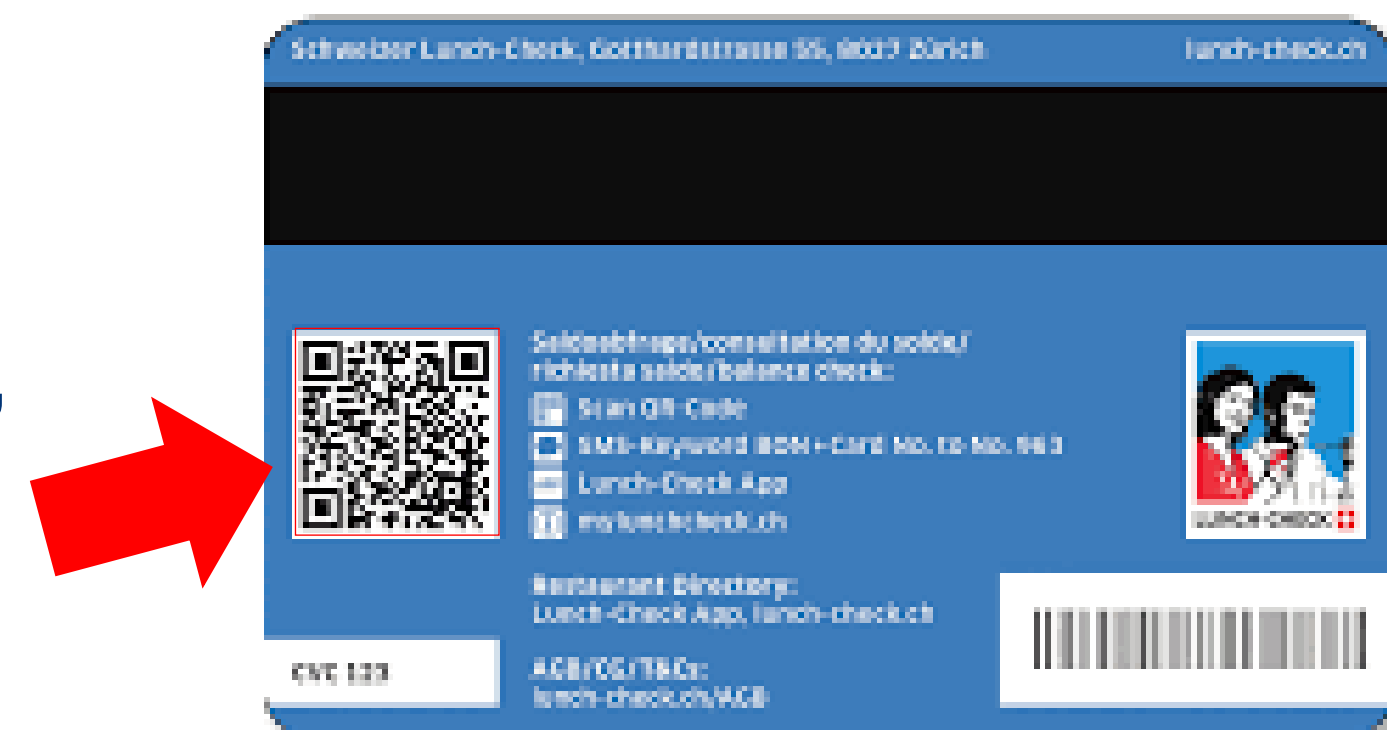 Schweizer Lunch-Check, Gotthardstrasse 55, 8027 Zürich
lunch-check.ch
Saldoabfrage/consultation du solde/
richiesta saldo/balance check:
Scan QR-Code
SMS-Keyword BON+Card No. to No. 963
Lunch-Check App
mylunchcheck.ch
LUNCH-CHECK
Restaurant Directory:
Lunch-Check App, lunch-check.ch
CVC 123
AGB/CG/T&Cs:
lunch-check.ch/AGB